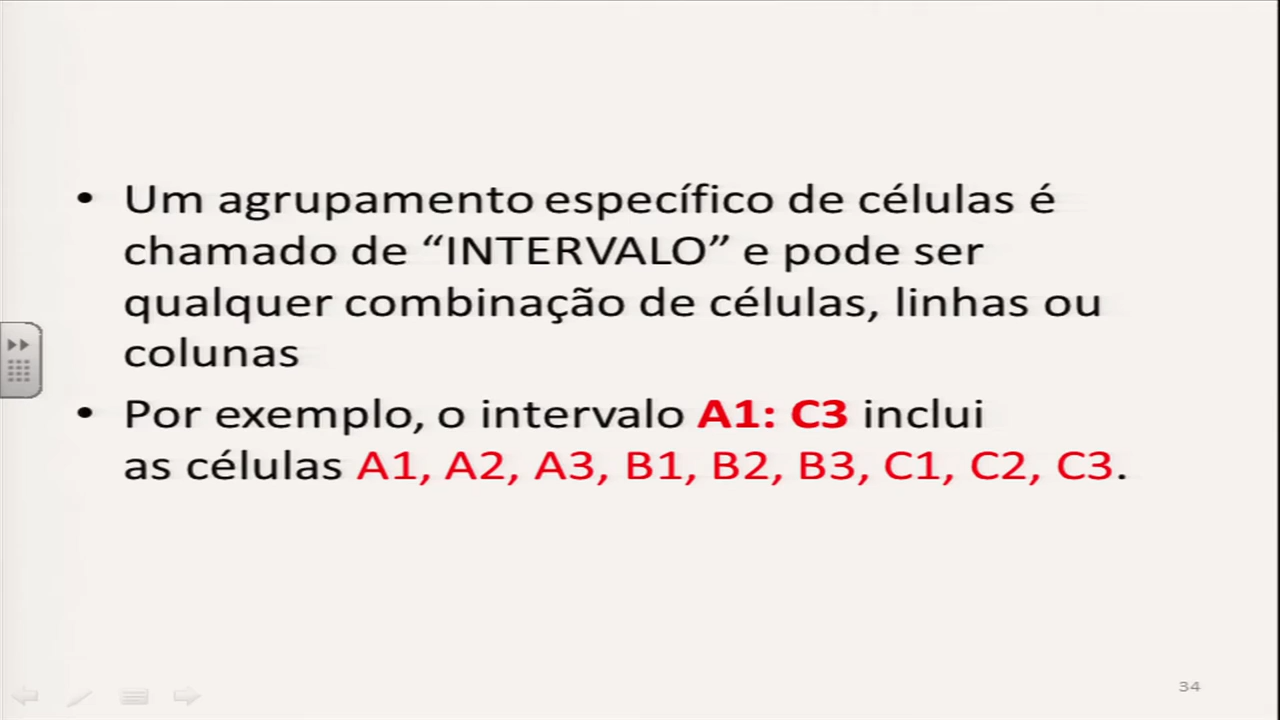 • Um agrupamento específico de células é
chamado de “INTERVALO” e pode ser
qualquer combinação de células, linhas ou
colunas
• Por exemplo, o intervalo A1: C3 inclui
as células A1, A2, A3, B1, B2, B3, C1, C2, C3.
34